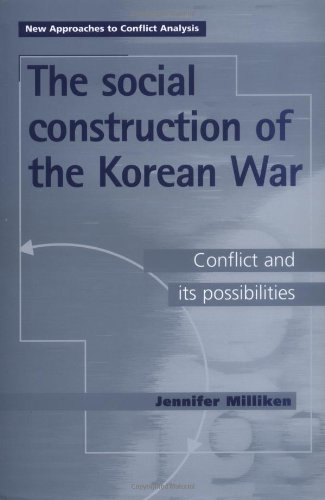 New Approaches to Conflict Analysis
The social
construction of
the Korean War
Conflict and
its possibilities
Jennifer Milliken